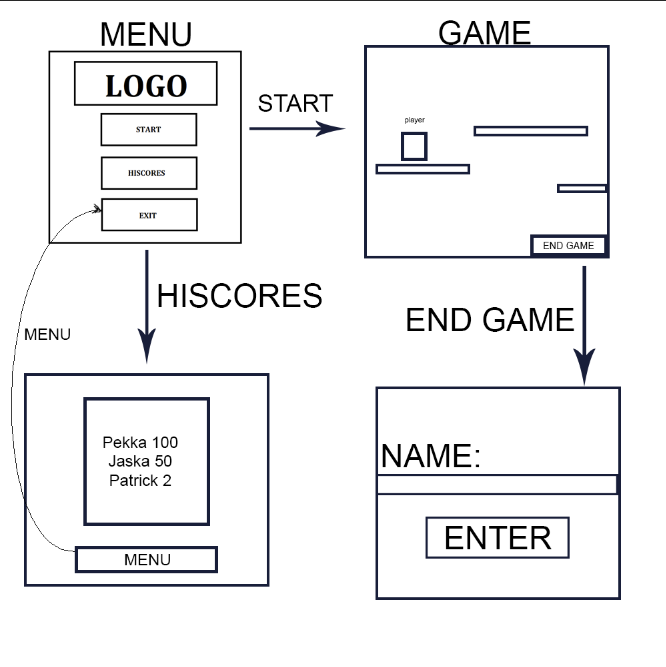 MENU
GAME
LOGO
START
START
HISCORES
EXIT
player
END GAME
HISCORES
END GAME
MENU
Pekka 100
Jaska 50
Patrick 2
MENU
NAME:
ENTER